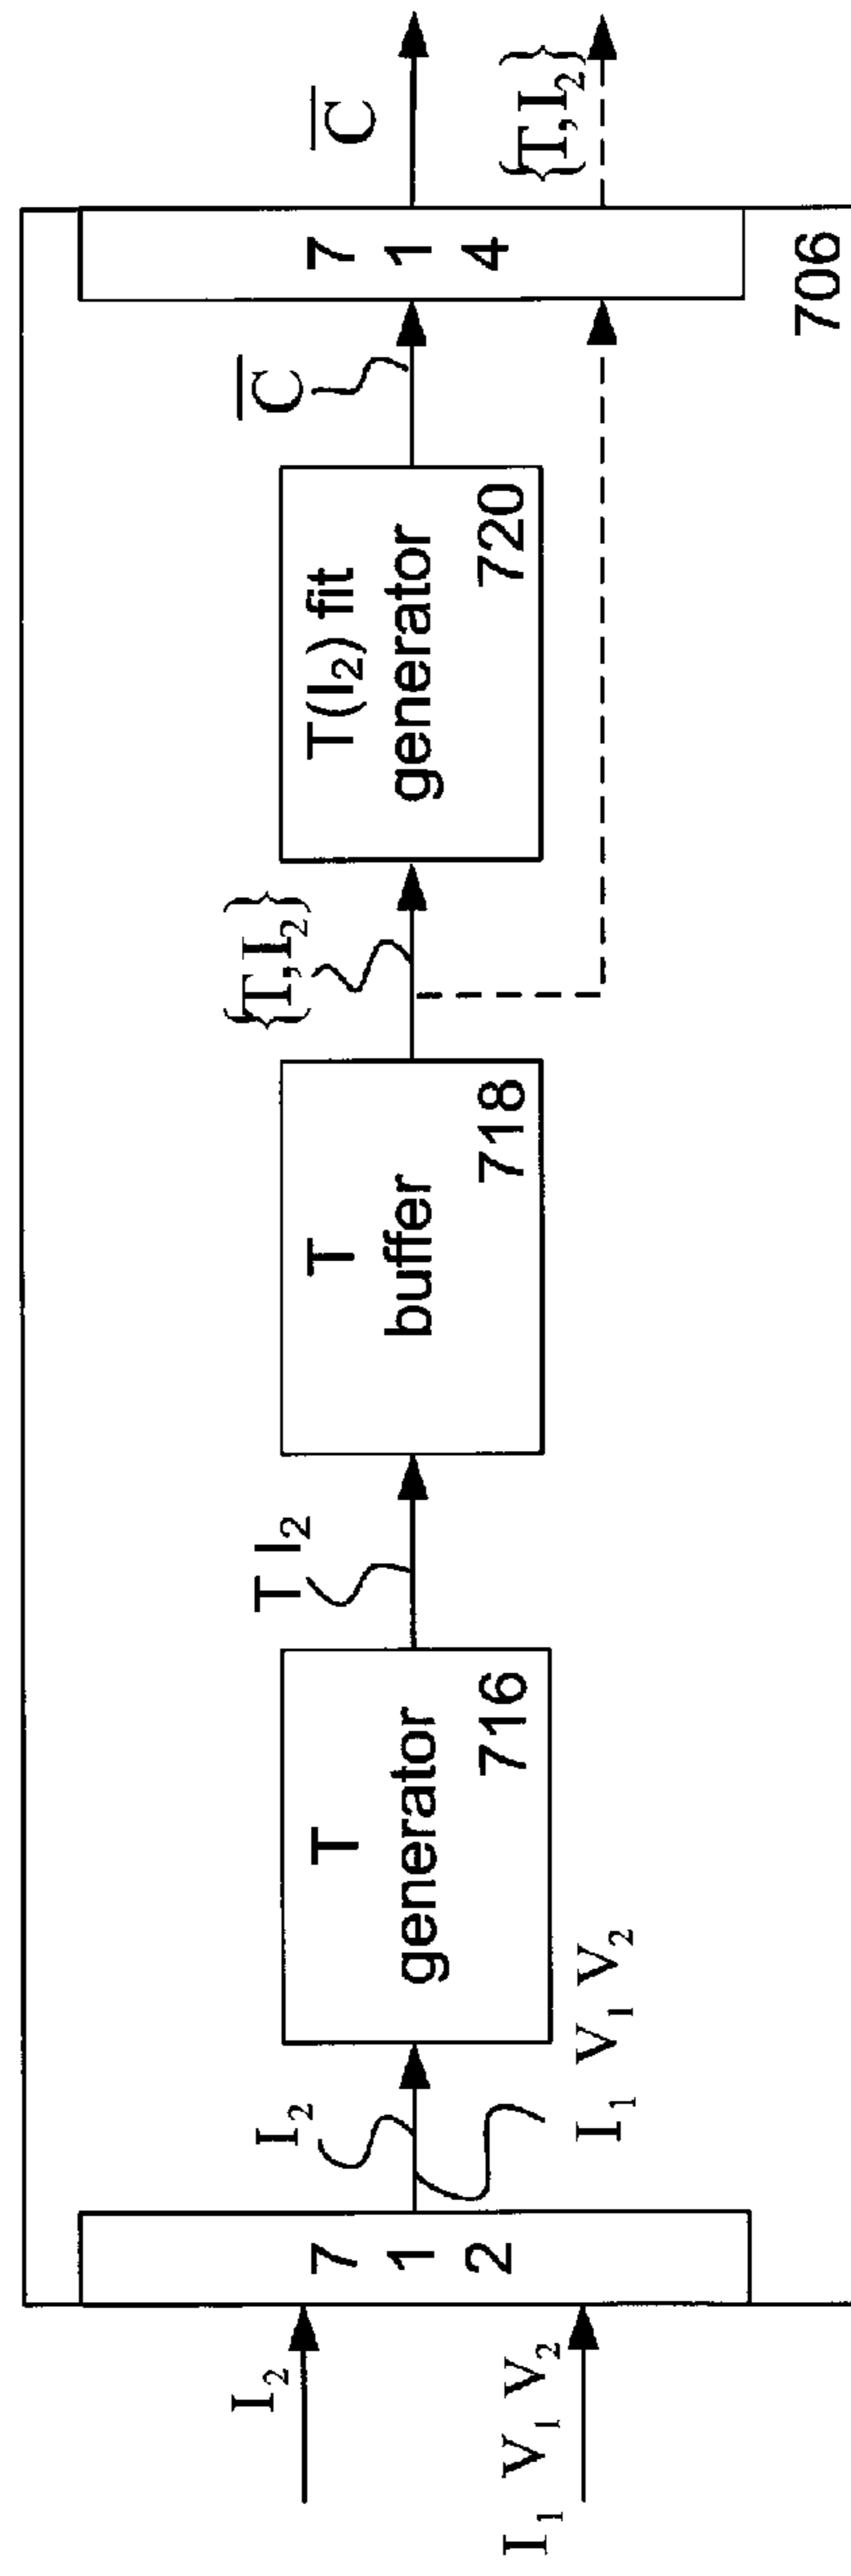 I₂
I₁ V₁ V₂
712
I₂
I₁ V₁ V₂
T
generator
716
T I₂
T
buffer
718
{T,I₂}
T(I₂) fit
generator
720
C̅
714
C̅
{T,I₂}
706